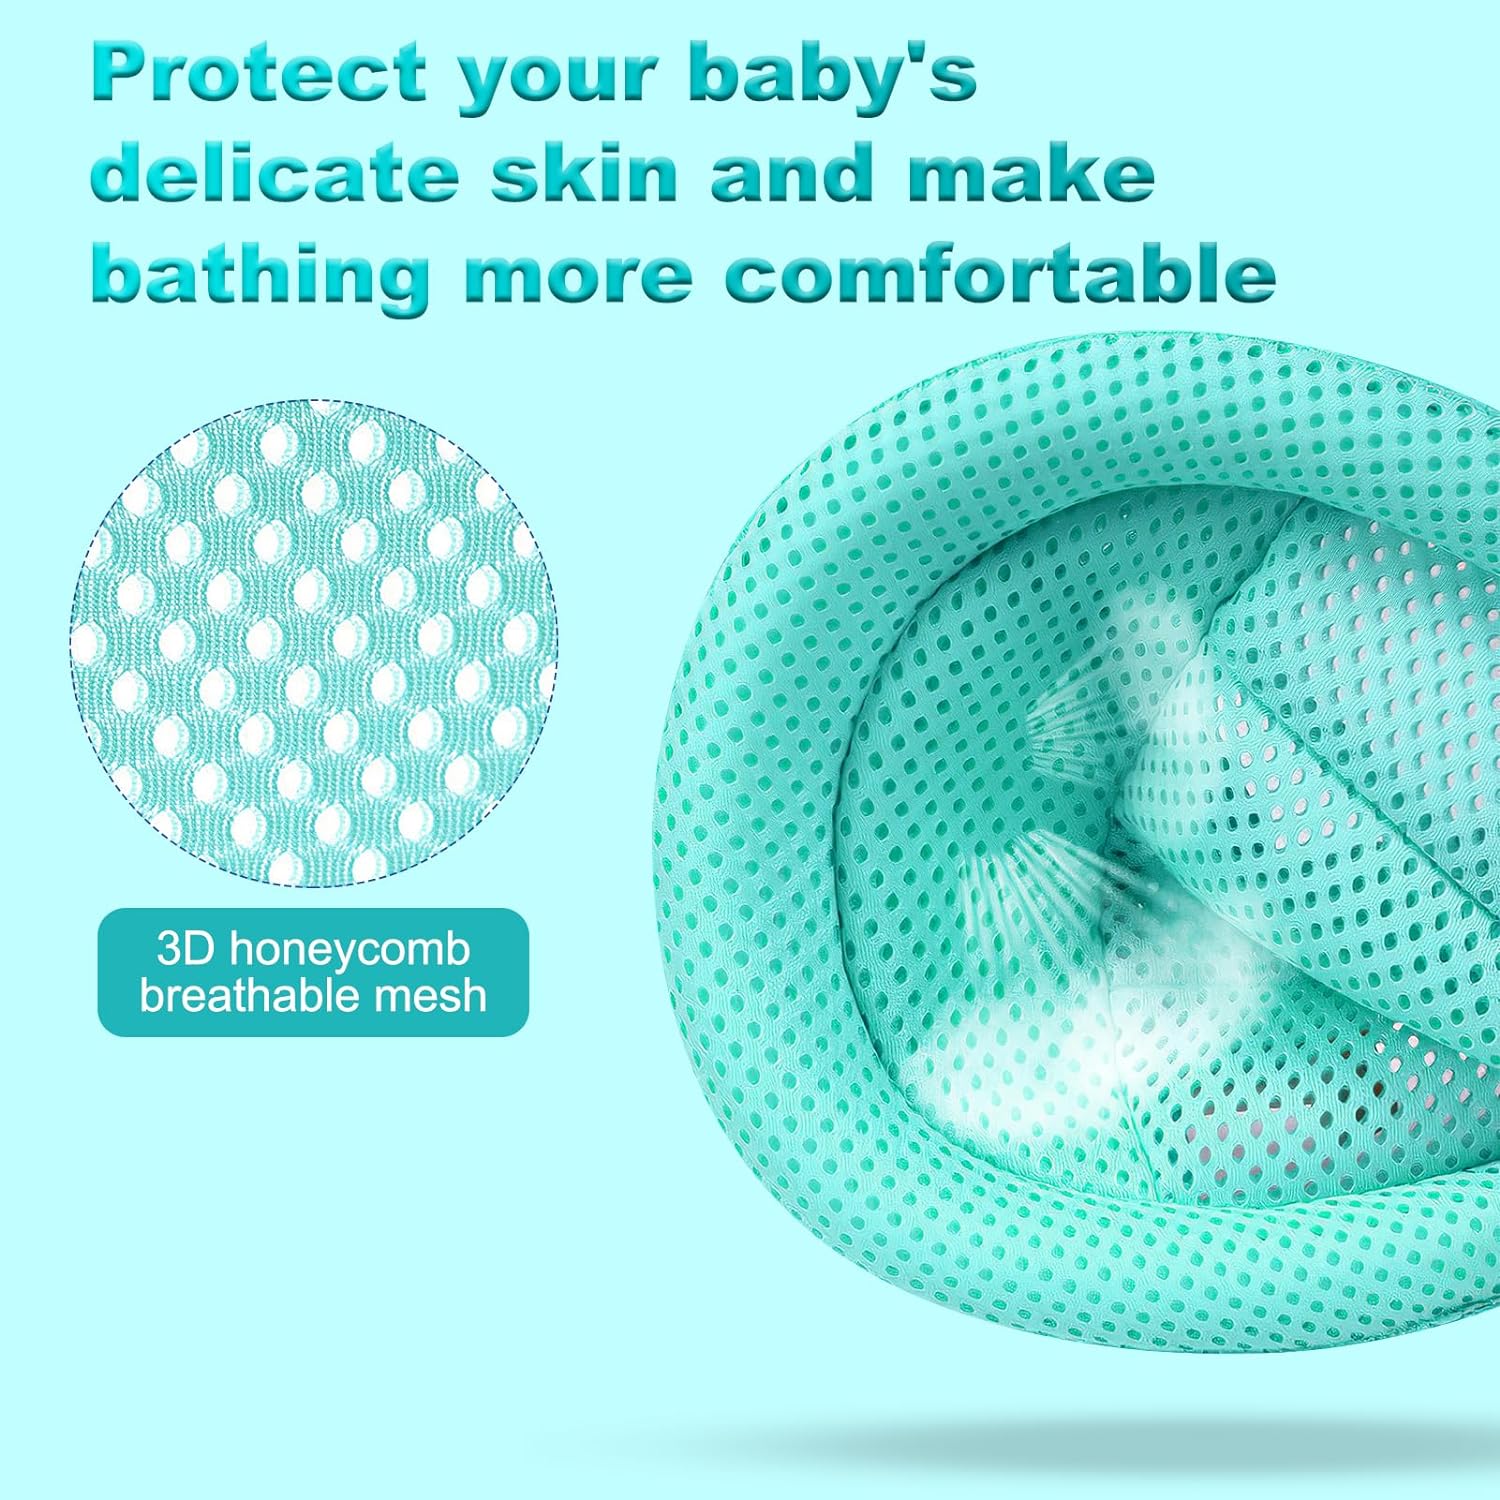 Protect your baby's
delicate skin and make
bathing more comfortable
3D honeycomb
breathable mesh